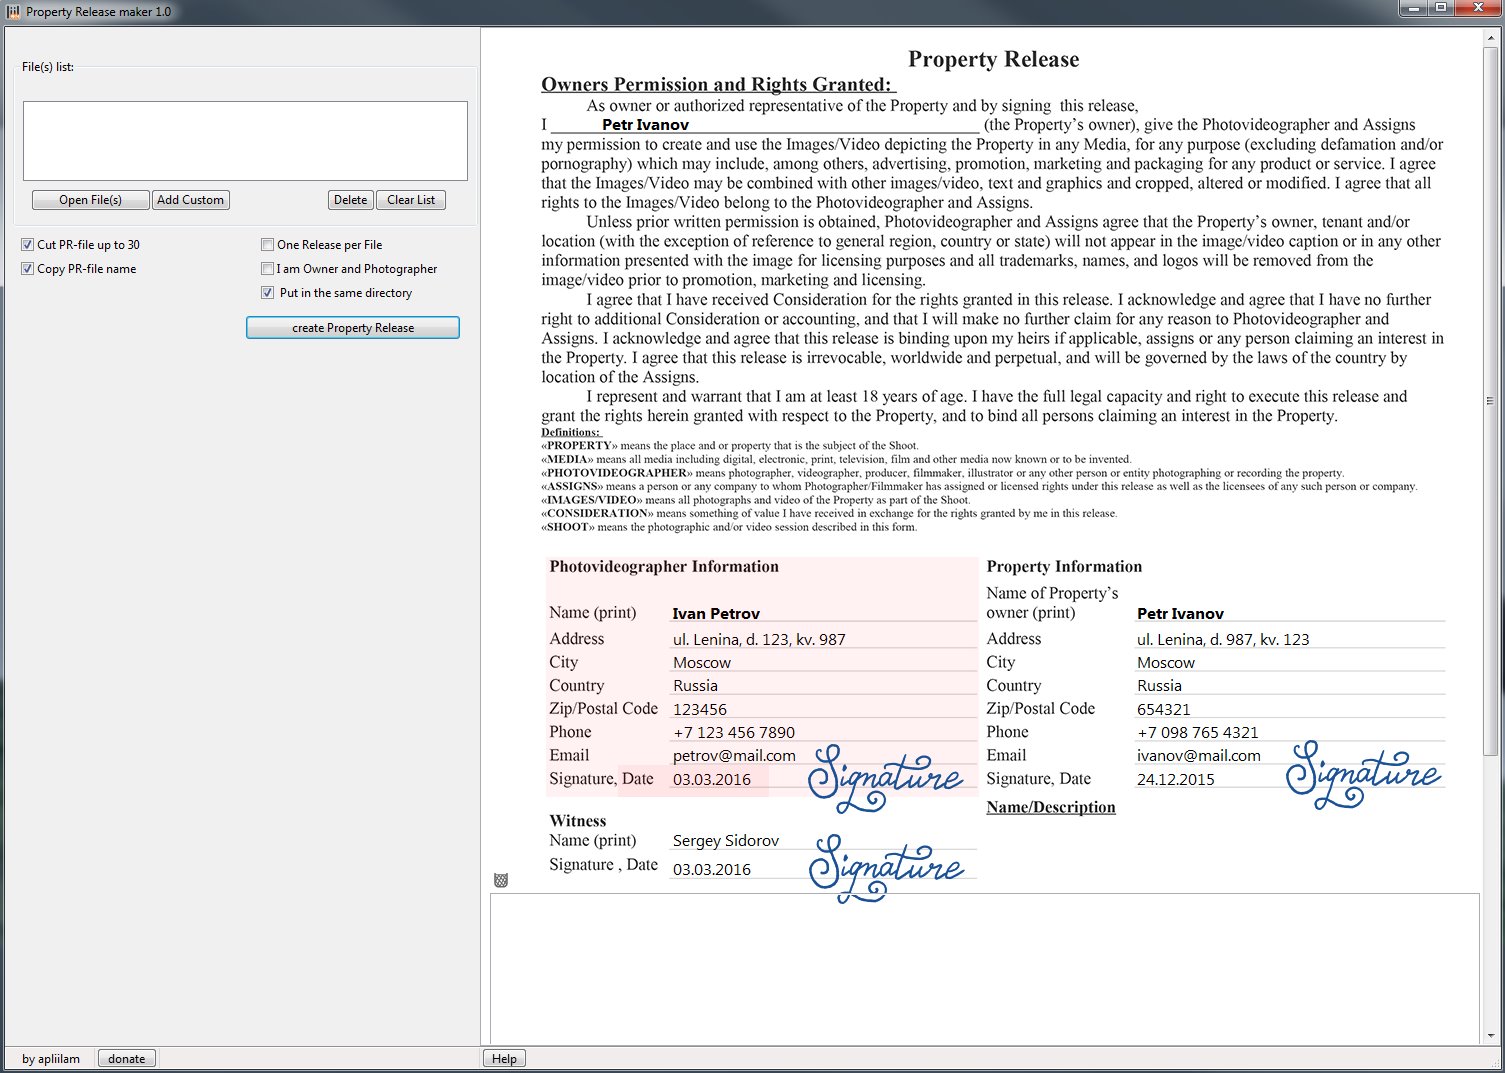 Property Release maker 1.0
File(s) list:
Open File(s) Add Custom Delete Clear List
Cut PR-file up to 30 One Release per File
Copy PR-file name I am Owner and Photographer
Put in the same directory
create Property Release
Property Release
Owners Permission and Rights Granted:
As owner or authorized representative of the Property and by signing this release,
I Petr Ivanov (the Property's owner), give the Photovideographer and Assigns
my permission to create and use the Images/Video depicting the Property in any Media, for any purpose (excluding defamation and/or
pornography) which may include, among others, advertising, promotion, marketing and packaging for any product or service. I agree
that the Images/Video may be combined with other images/video, text and graphics and cropped, altered or modified. I agree that all
rights to the Images/Video belong to the Photovideographer and Assigns.
Unless prior written permission is obtained, Photovideographer and Assigns agree that the Property's owner, tenant and/or
location (with the exception of reference to general region, country or state) will not appear in the image/video caption or in any other
information presented with the image for licensing purposes and all trademarks, names, and logos will be removed from the
image/video prior to promotion, marketing and licensing.
I agree that I have received Consideration for the rights granted in this release. I acknowledge and agree that I have no further
right to additional Consideration or accounting, and that I will make no further claim for any reason to Photovideographer and
Assigns. I acknowledge and agree that this release is binding upon my heirs if applicable, assigns or any person claiming an interest in
the Property. I agree that this release is irrevocable, worldwide and perpetual, and will be governed by the laws of the country by
location of the Assigns.
I represent and warrant that I am at least 18 years of age. I have the full legal capacity and right to execute this release and
grant the rights herein granted with respect to the Property, and to bind all persons claiming an interest in the Property.
Definitions:
«PROPERTY» means the place and or property that is the subject of the Shoot.
«MEDIA» means all media including digital, electronic, print, television, film and other media now known or to be invented.
«PHOTOVIDEOGRAPHER» means photographer, videographer, producer, filmmaker, illustrator or any other person or entity photographing or recording the property.
«ASSIGNS» means a person or any company to whom Photographer/Filmmaker has assigned or licensed rights under this release as well as the licensees of any such person or company.
«IMAGES/VIDEO» means all photographs and video of the Property as part of the Shoot.
«CONSIDERATION» means something of value I have received in exchange for the rights granted by me in this release.
«SHOOT» means the photographic and/or video session described in this form.
Photovideographer Information
Name (print) Ivan Petrov
Address ul. Lenina, d. 123, kv. 987
City Moscow
Country Russia
Zip/Postal Code 123456
Phone +7 123 456 7890
Email petrov@mail.com
Signature, Date 03.03.2016 Signature
Witness
Name (print) Sergey Sidorov
Signature , Date 03.03.2016 Signature
Property Information
Name of Property's
owner (print) Petr Ivanov
Address ul. Lenina, d. 987, kv. 123
City Moscow
Country Russia
Zip/Postal Code 654321
Phone +7 098 765 4321
Email ivanov@mail.com
Signature, Date 24.12.2015 Signature
Name/Description
by apliilam donate Help